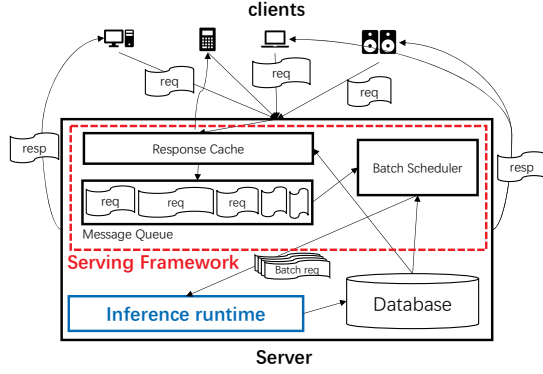 clients
req
req
req
resp
resp
Response Cache
Batch Scheduler
req
req
req
Message Queue
Serving Framework
Batch req
Inference runtime
Database
Server